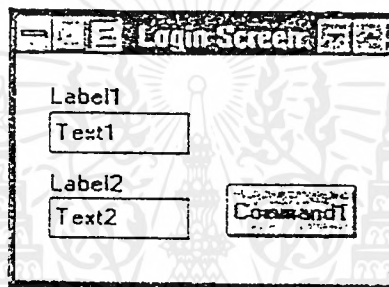 Login Screen
Label1
Text1
Label2
Text2
Command1